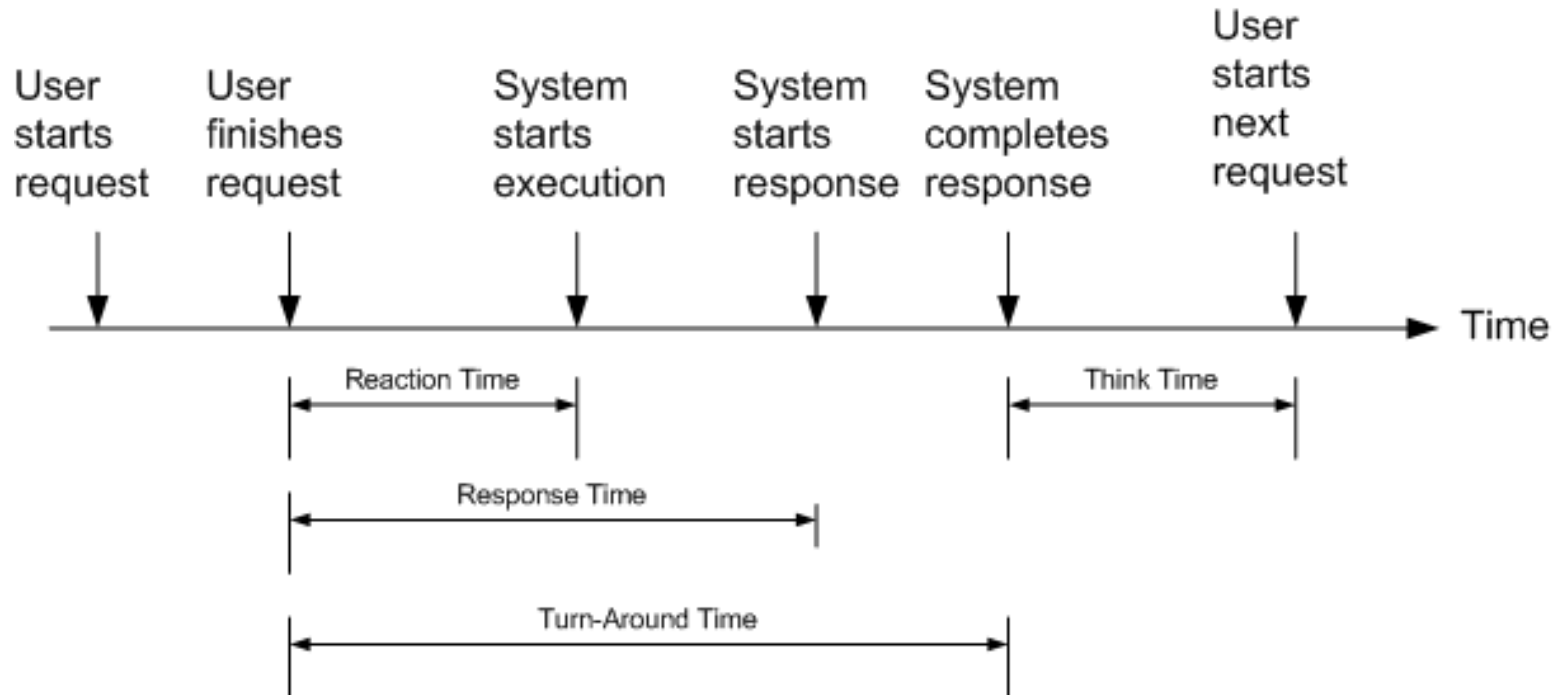 User
starts
request
User
finishes
request
System
starts
execution
System
starts
response
System
completes
response
User
starts
next
request
Time
Reaction Time
Think Time
Response Time
Turn-Around Time